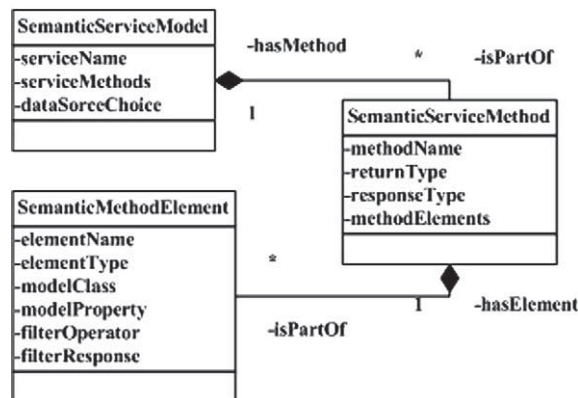 SemanticServiceModel
-serviceName
-serviceMethods
-dataSorceChoice
-hasMethod
*
-isPartOf
1
SemanticServiceMethod
-methodName
-returnType
-responseType
-methodElements
SemanticMethodElement
-elementName
-elementType
-modelClass
-modelProperty
-filterOperator
-filterResponse
*
-isPartOf
1
-hasElement